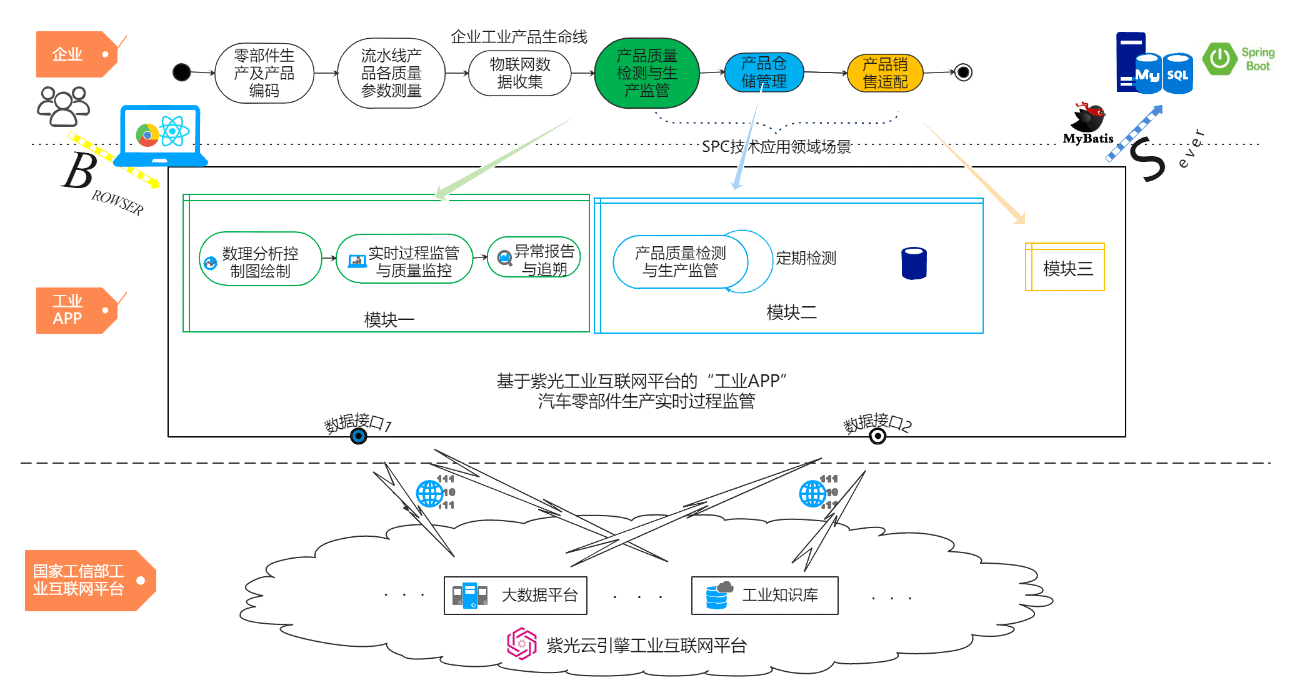 企业
企业工业产品生命线
零部件生
产及产品
编码
流水线产
品各质量
参数测量
物联网数
据收集
产品质量
检测与生
产监管
产品仓
储管理
产品销
售适配
My
SQL
Spring
Boot
MyBatis
SPC技术应用领域场景
BROWSER
Sever
数理分析控
制图绘制
实时过程监管
与质量监控
异常报告
与追朔
模块一
产品质量检测
与生产监管
定期检测
模块二
模块三
工业
APP
基于紫光工业互联网平台的“工业APP”
汽车零部件生产实时过程监管
数据接口1
数据接口2
111
10
111
111
10
111
国家工信部工
业互联网平台
· · ·
大数据平台
· · ·
工业知识库
· · ·
紫光云引擎工业互联网平台